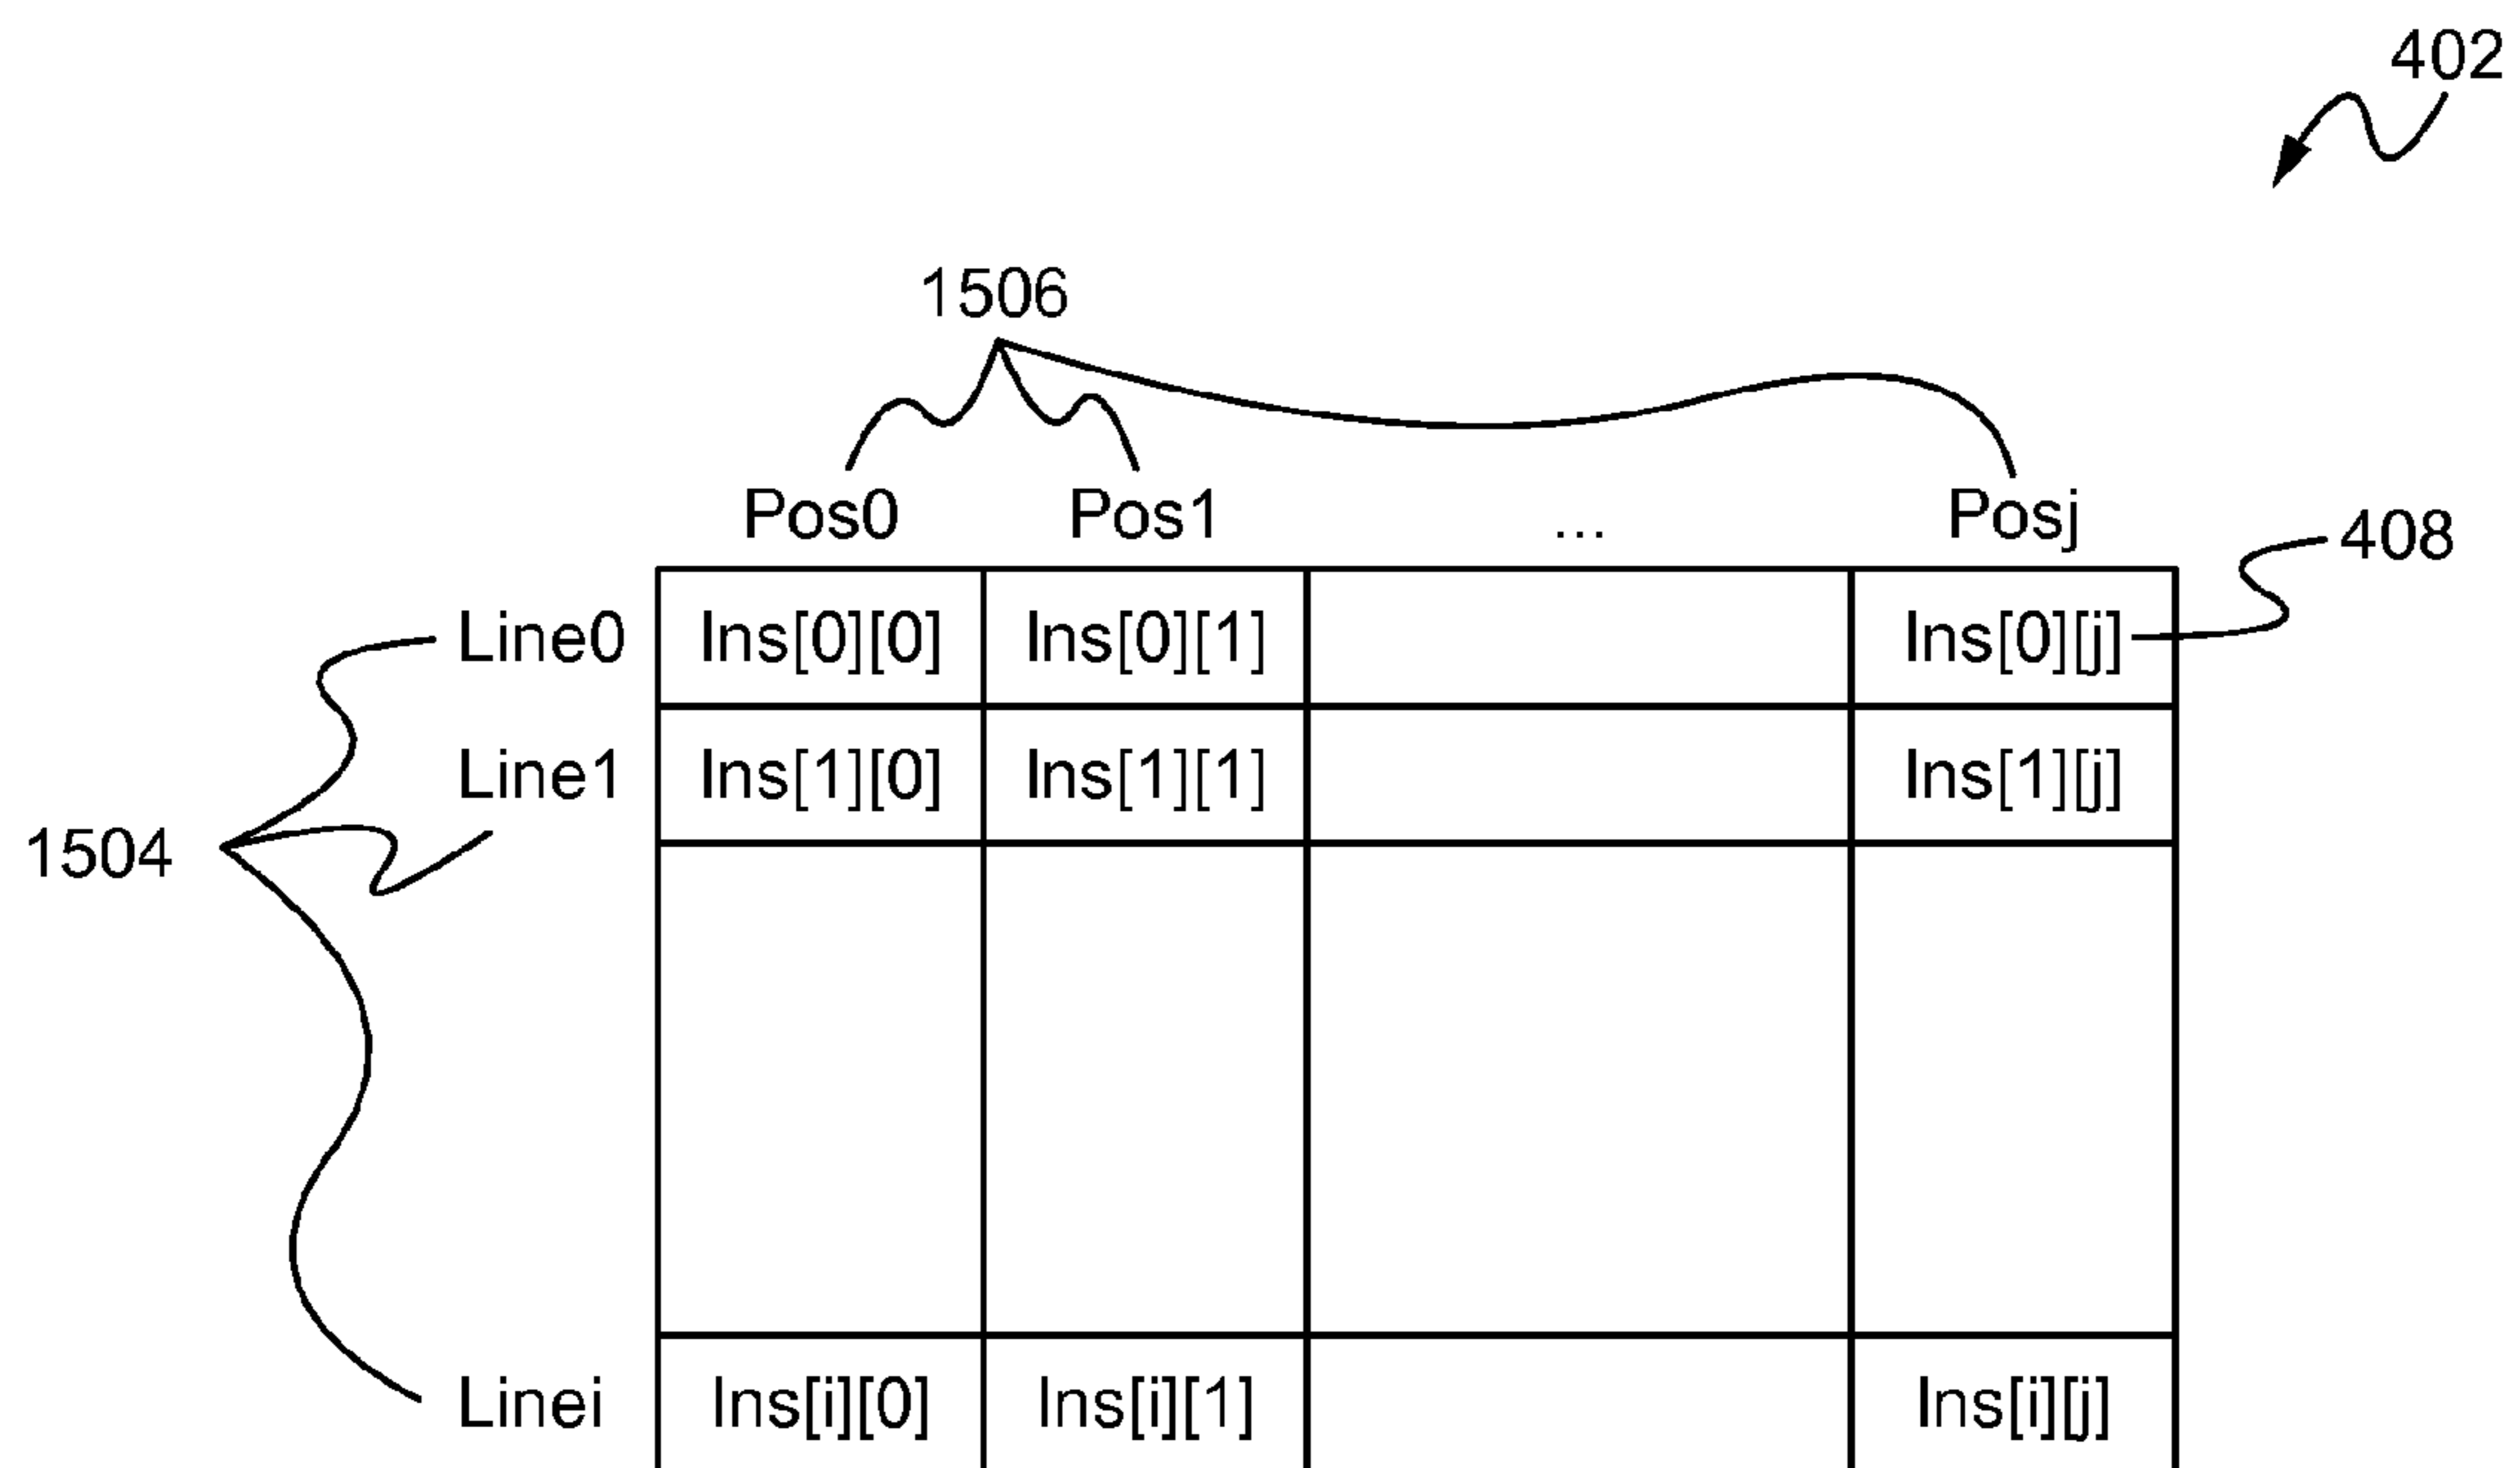 402
1506
Pos0 Pos1 ... Posj
408
Line0 Ins[0][0] Ins[0][1] Ins[0][j]
Line1 Ins[1][0] Ins[1][1] Ins[1][j]
1504
Linei Ins[i][0] Ins[i][1] Ins[i][j]